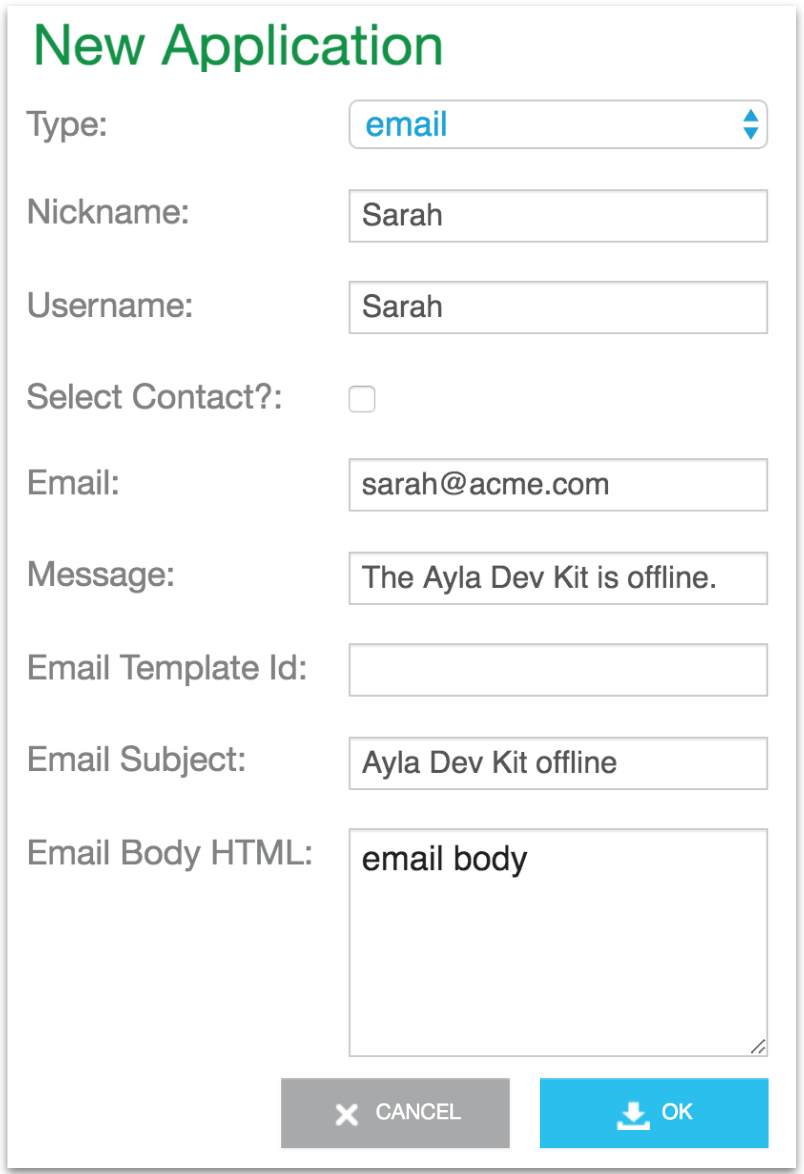 New Application
Type: email
Nickname: Sarah
Username: Sarah
Select Contact?:
Email: sarah@acme.com
Message: The Ayla Dev Kit is offline.
Email Template Id:
Email Subject: Ayla Dev Kit offline
Email Body HTML: email body
CANCEL OK